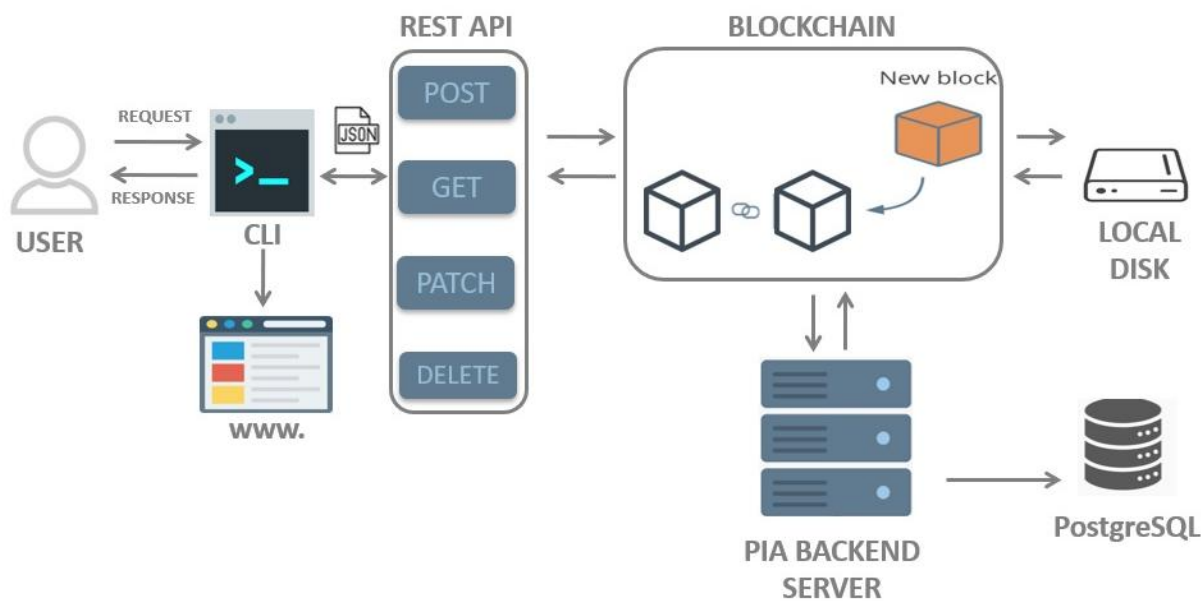 REST API
BLOCKCHAIN
POST
New block
REQUEST
JSON
>_
GET
RESPONSE
USER
CLI
LOCAL
DISK
PATCH
DELETE
www.
PostgreSQL
PIA BACKEND
SERVER